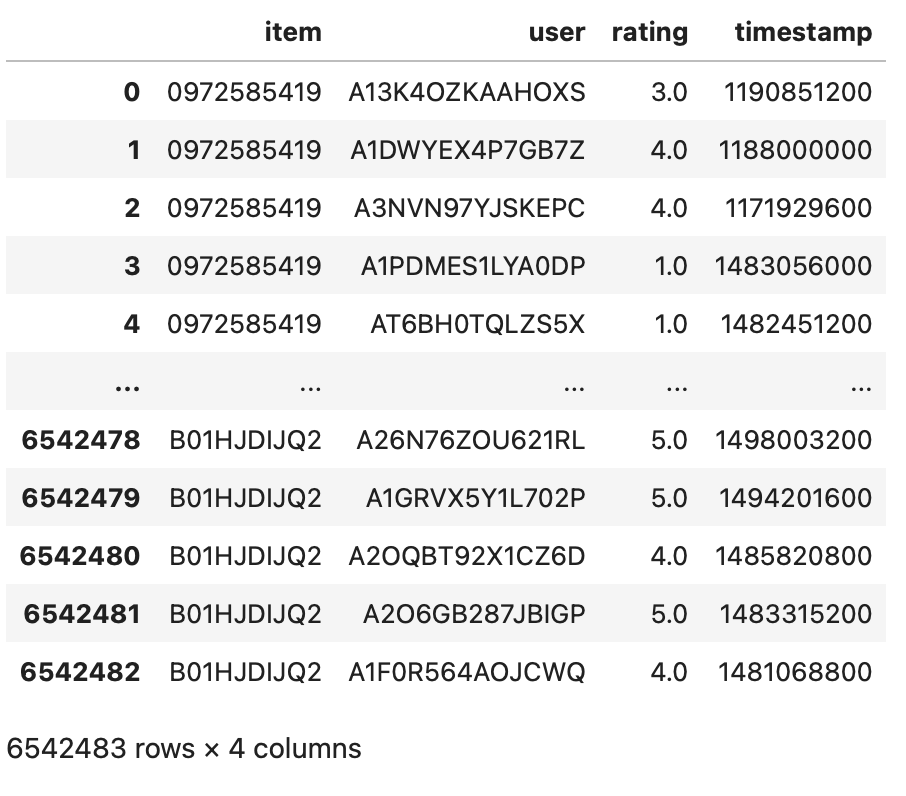 item user rating timestamp
0 0972585419 A13K4OZKAAHOXS 3.0 1190851200
1 0972585419 A1DWYEX4P7GB7Z 4.0 1188000000
2 0972585419 A3NVN97YJSKEPC 4.0 1171929600
3 0972585419 A1PDMES1LYA0DP 1.0 1483056000
4 0972585419 AT6BH0TQLZS5X 1.0 1482451200
... ... ... ... ...
6542478 B01HJDIJQ2 A26N76ZOU621RL 5.0 1498003200
6542479 B01HJDIJQ2 A1GRVX5Y1L702P 5.0 1494201600
6542480 B01HJDIJQ2 A2OQBT92X1CZ6D 4.0 1485820800
6542481 B01HJDIJQ2 A2O6GB287JBIGP 5.0 1483315200
6542482 B01HJDIJQ2 A1F0R564AOJCWQ 4.0 1481068800
6542483 rows × 4 columns